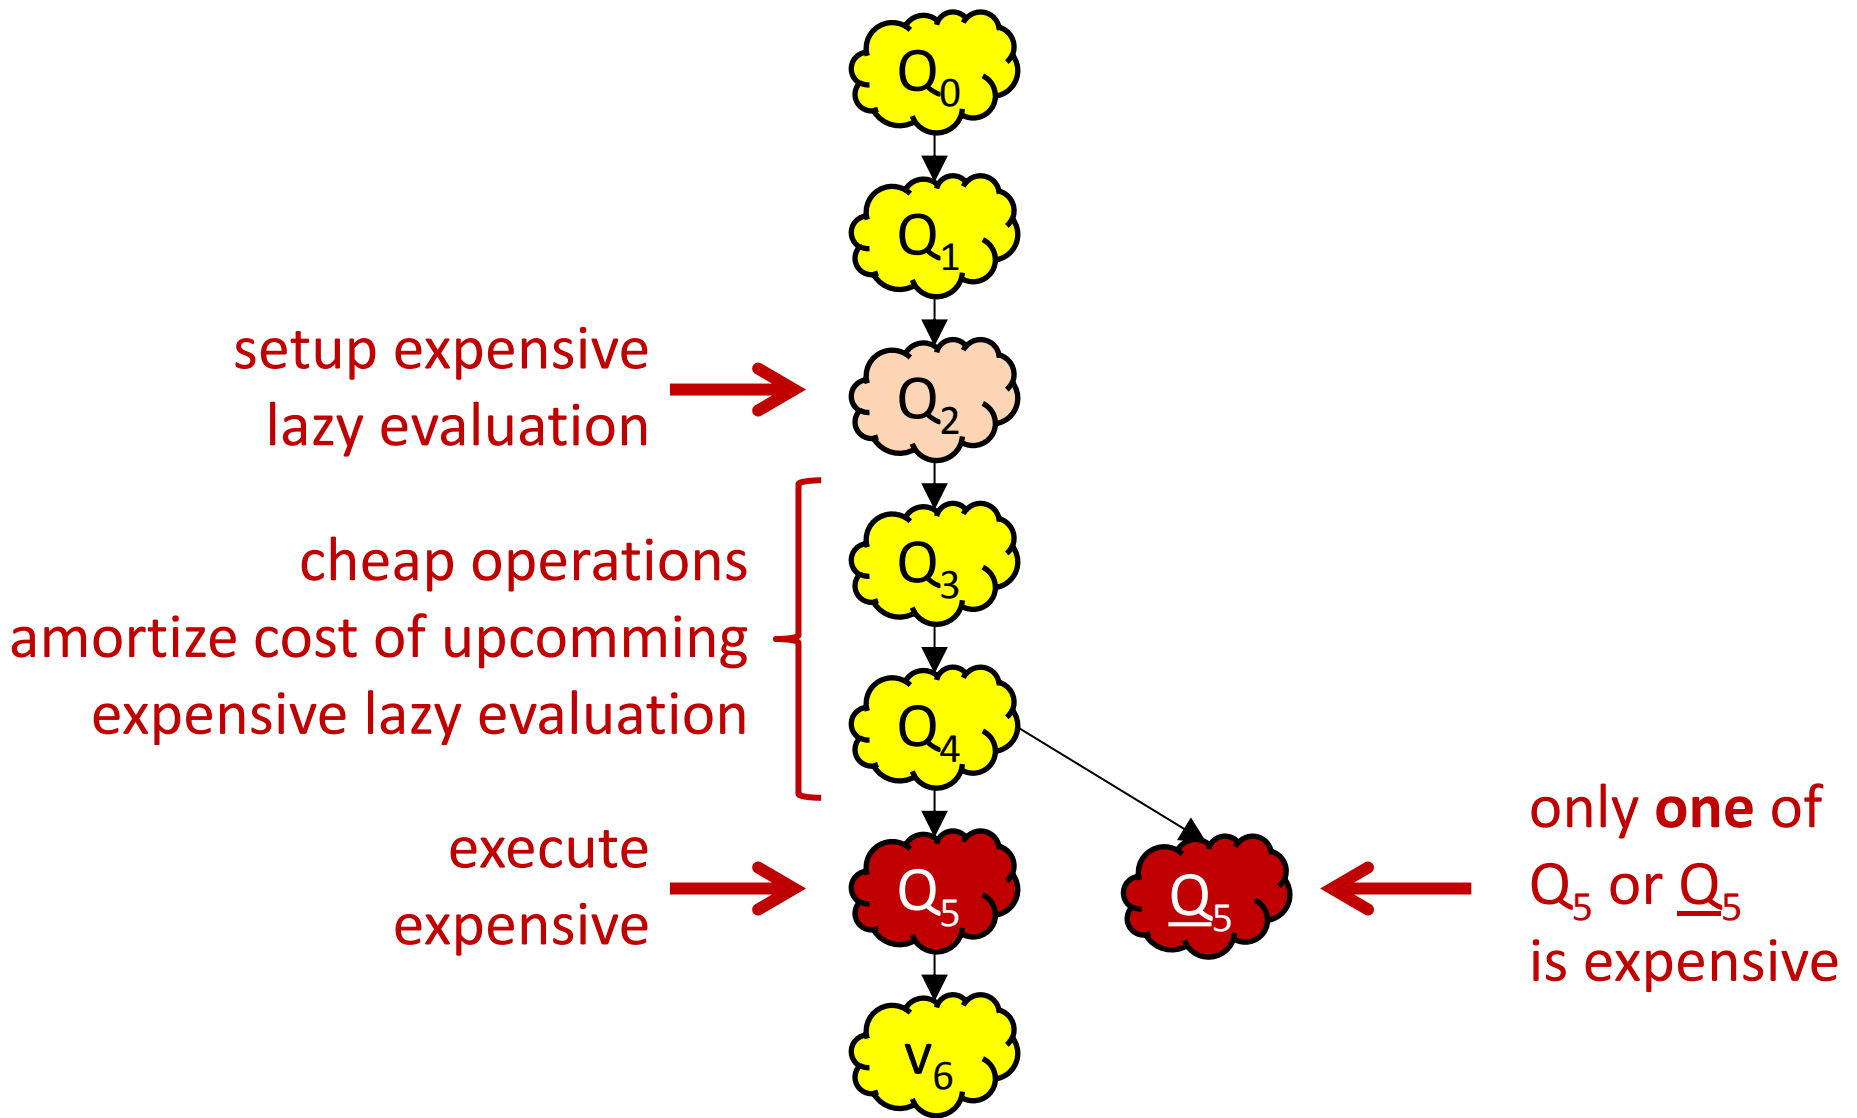 Q₀
Q₁
setup expensive
lazy evaluation
Q₂
cheap operations
amortize cost of upcomming
expensive lazy evaluation
Q₃
Q₄
execute
expensive
Q₅
Q₅
only one of
Q₅ or Q₅
is expensive
v₆